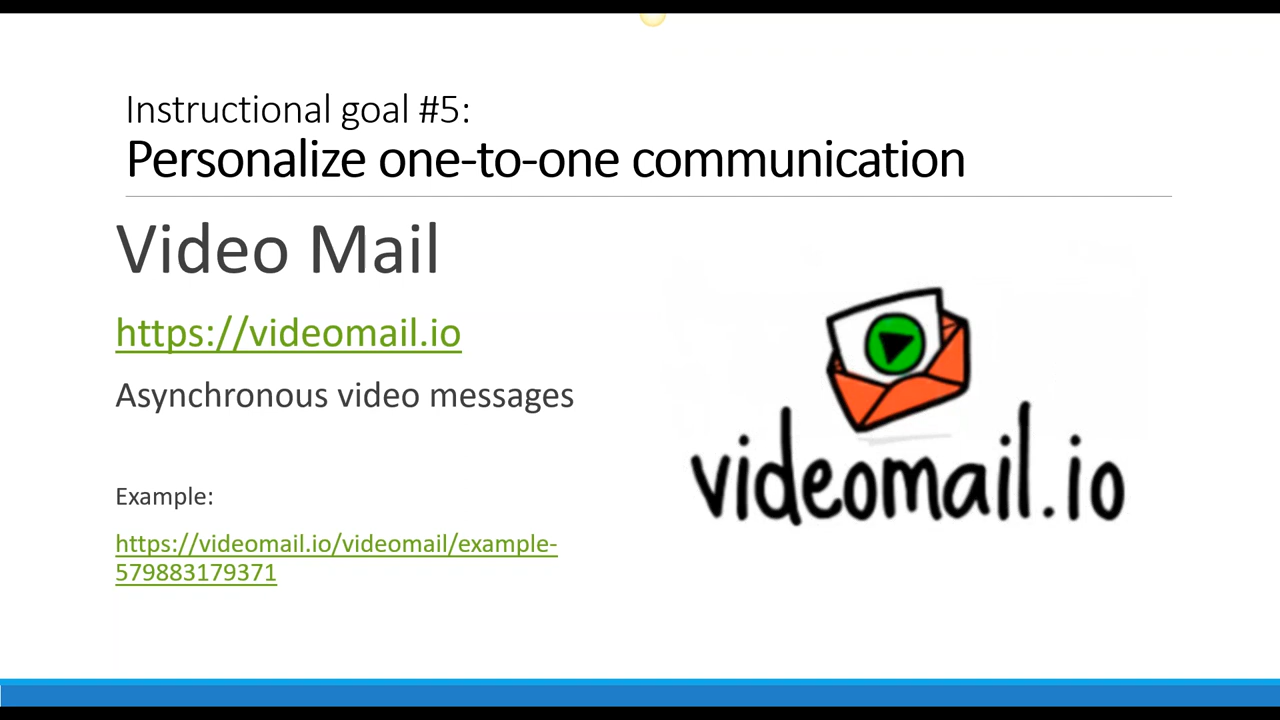 Instructional goal #5:
Personalize one-to-one communication
Video Mail
https://videomail.io
Asynchronous video messages
Example:
https://videomail.io/videomail/example-
579883179371
videomail.io